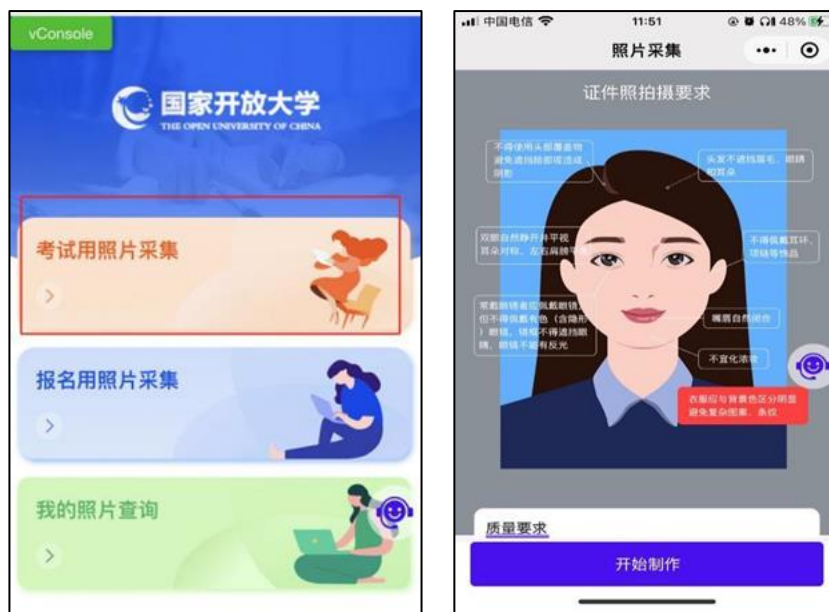 vConsole
国家开放大学
THE OPEN UNIVERSITY OF CHINA
考试用照片采集
报名用照片采集
我的照片查询
中国电信
11:51
48%
照片采集
证件照拍摄要求
不得使用头部覆盖物
避免遮挡脸部或造成
阴影
头发不遮挡眉毛、眼睛
和耳朵
双眼自然睁开并平视
耳朵对称、左右肩膀平
不得佩戴耳环、
项链等饰品
常戴眼镜者应佩戴眼镜，
但不得佩戴有色（含隐形
）眼镜，镜框不得遮挡眼
睛，眼镜不能有反光
嘴唇自然闭合
不宜化浓妆
衣服应与背景色区分明显
避免复杂图案、条纹
质量要求
开始制作